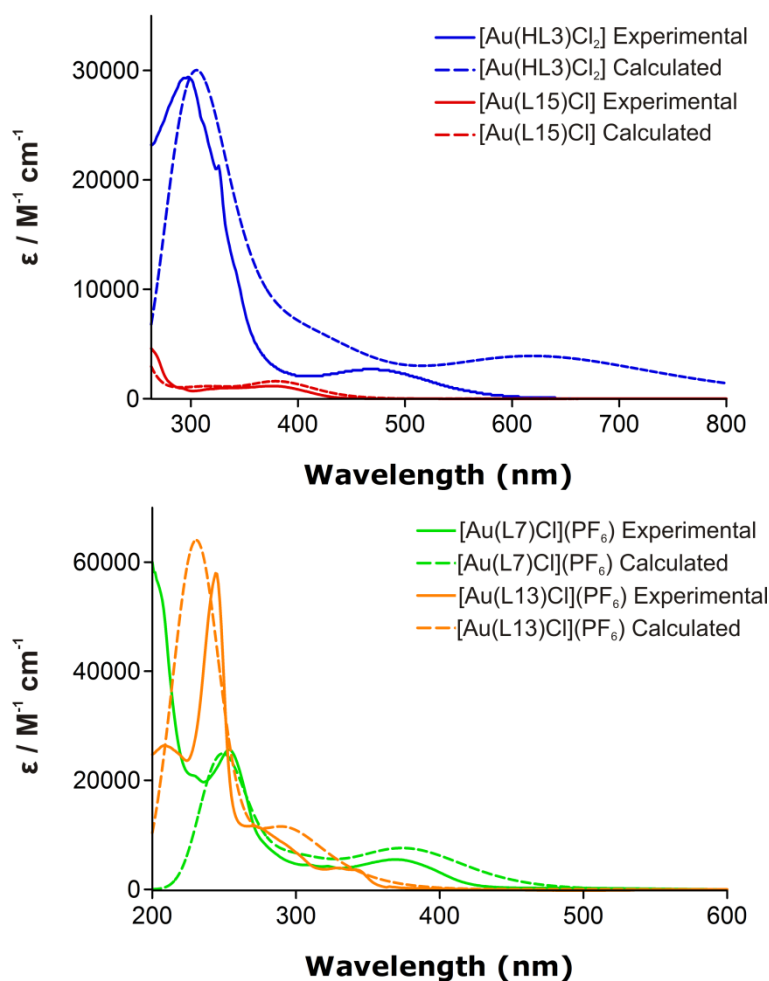 [Au(HL3)Cl₂] Experimental
[Au(HL3)Cl₂] Calculated
[Au(L15)Cl] Experimental
[Au(L15)Cl] Calculated
30000
20000
10000
0
ε / M⁻¹ cm⁻¹
300 400 500 600 700 800
Wavelength (nm)
[Au(L7)Cl](PF₆) Experimental
[Au(L7)Cl](PF₆) Calculated
[Au(L13)Cl](PF₆) Experimental
[Au(L13)Cl](PF₆) Calculated
60000
40000
20000
0
ε / M⁻¹ cm⁻¹
200 300 400 500 600
Wavelength (nm)